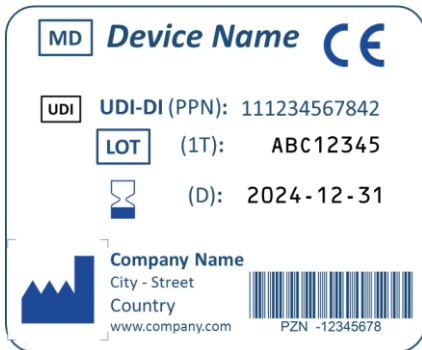 MD Device Name CE
UDI UDI-DI (PPN): 111234567842
LOT (1T): ABC12345
(D): 2024-12-31
Company Name
City - Street
Country
www.company.com
PZN -12345678